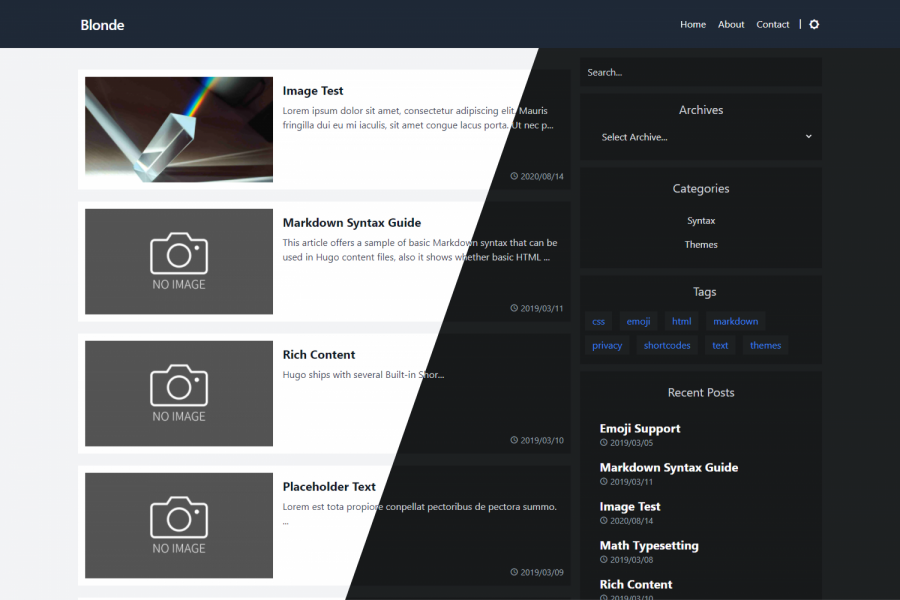 Blonde
Home About Contact |
Image Test
Lorem ipsum dolor sit amet, consectetur adipiscing elit. Mauris
fringilla dui eu mi iaculis, sit amet congue lacus porta. Ut nec p...
2020/08/14
NO IMAGE
Markdown Syntax Guide
This article offers a sample of basic Markdown syntax that can be
used in Hugo content files, also it shows whether basic HTML ...
2019/03/11
NO IMAGE
Rich Content
Hugo ships with several Built-in Shor...
2019/03/10
NO IMAGE
Placeholder Text
Lorem est tota propiore conpellat pectoribus de pectora summo.
...
2019/03/09
Search...
Archives
Select Archive...
Categories
Syntax
Themes
Tags
css emoji html markdown
privacy shortcodes text themes
Recent Posts
Emoji Support
2019/03/05
Markdown Syntax Guide
2019/03/11
Image Test
2020/08/14
Math Typesetting
2019/03/08
Rich Content
2019/03/10